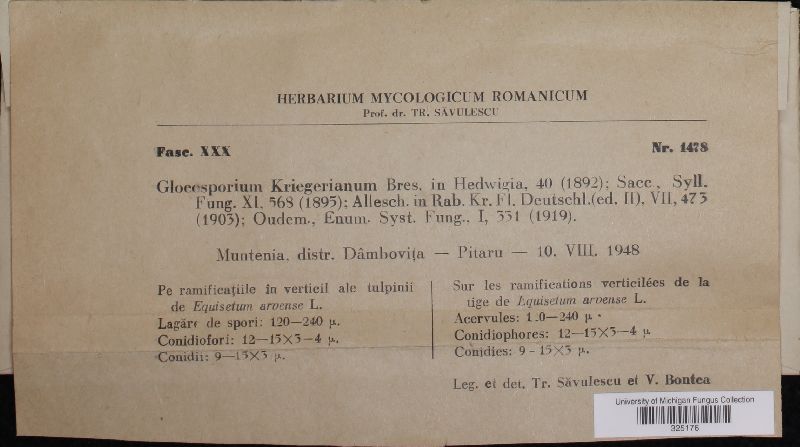 HERBARIUM MYCOLOGICUM ROMANICUM
Prof. dr. TR. SĂVULESCU
Fasc. XXX
Nr. 1478
Gloeosporium Kriegerianum Bres. in Hedwigia, 40 (1892); Sacc., Syll.
Fung. XI, 568 (1895); Allesch. in Rab. Kr. Fl. Deutschl.(ed. II), VII, 473
(1903); Oudem., Enum. Syst. Fung., I, 331 (1919).
Muntenia, distr. Dâmbovița — Pitaru — 10. VIII. 1948
Pe ramificațiile în verticil ale tulpinii
de Equisetum arvense L.
Lagăre de spori: 120—240 µ.
Conidiofori: 12—15×3—4 µ.
Conidii: 9—15×3 µ.
Sur les ramifications verticilées de la
tige de Equisetum arvense L.
Acervules: 120—240 µ.
Conidiophores: 12—15×3—4 µ
Conidies: 9-15×3 µ.
Leg. et det. Tr. Săvulescu et V. Bontea
University of Michigan Fungus Collection
325176